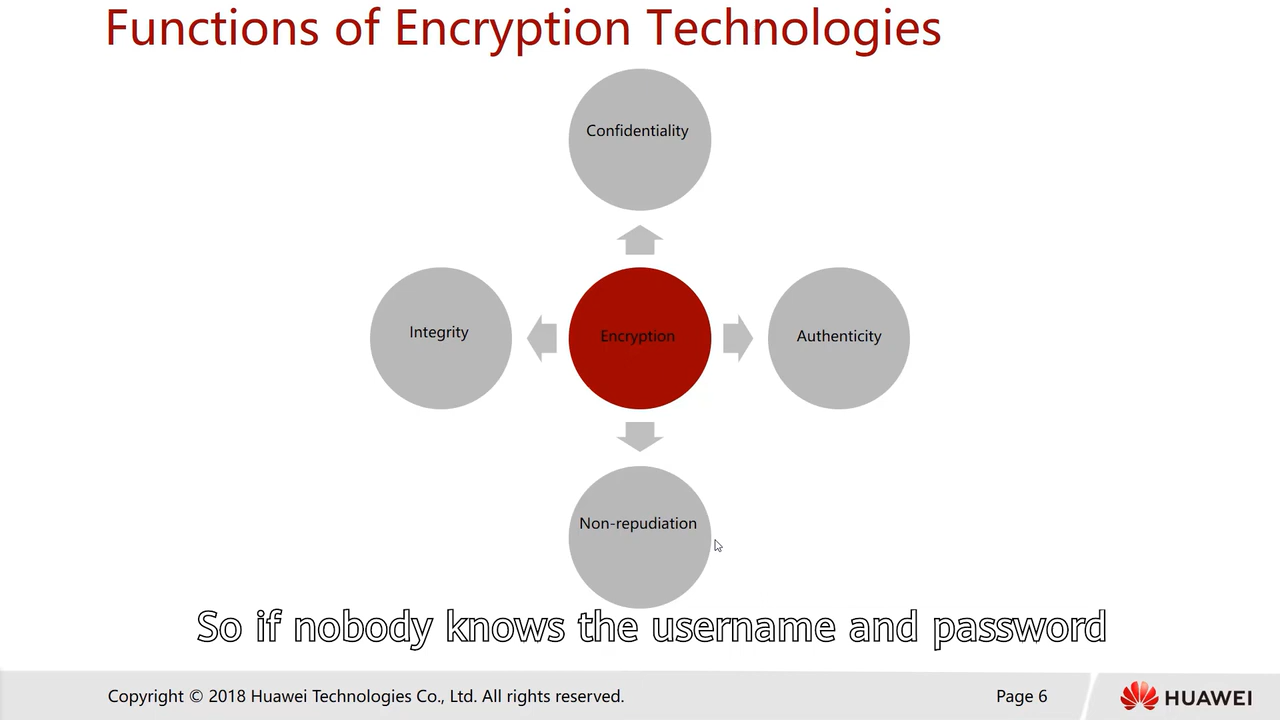 Functions of Encryption Technologies
Confidentiality
Integrity
Encryption
Authenticity
Non-repudiation
So if nobody knows the username and password
Copyright © 2018 Huawei Technologies Co., Ltd. All rights reserved.
Page 6
HUAWEI